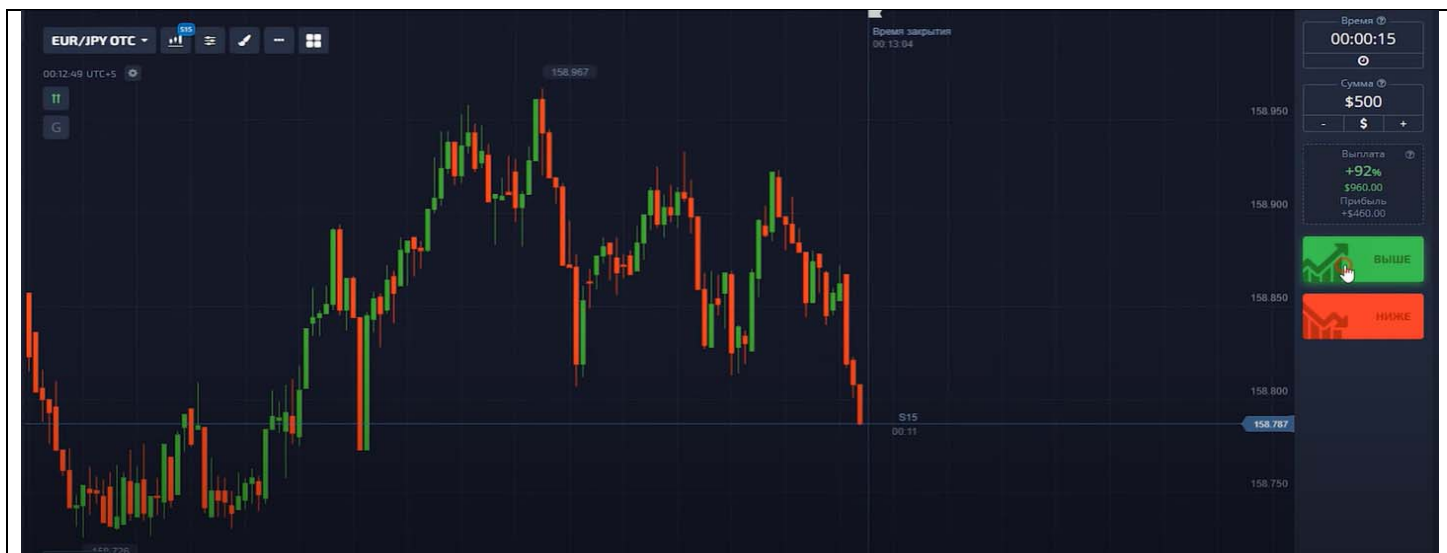 EUR/JPY OTC
S15
00:12:49 UTC+5
G
158.967
Время закрытия
00:13:04
158.950
158.900
158.850
158.800
158.787
158.750
S15
00:11
158.726
Время
00:00:15
Сумма
$500
- $ +
Выплата
+92%
$960.00
Прибыль
+$460.00
ВЫШЕ
НИЖЕ